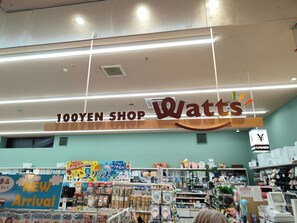 100YEN SHOP Watts
¥
NEW
Arrival